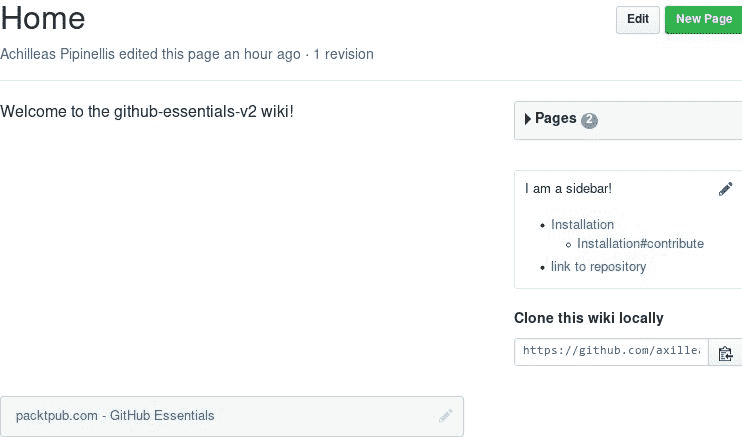 Home
Edit
New Page
Achilleas Pipinellis edited this page an hour ago · 1 revision
Welcome to the github-essentials-v2 wiki!
Pages 2
I am a sidebar!
Installation
Installation#contribute
link to repository
Clone this wiki locally
https://github.com/axillea
packtpub.com - GitHub Essentials